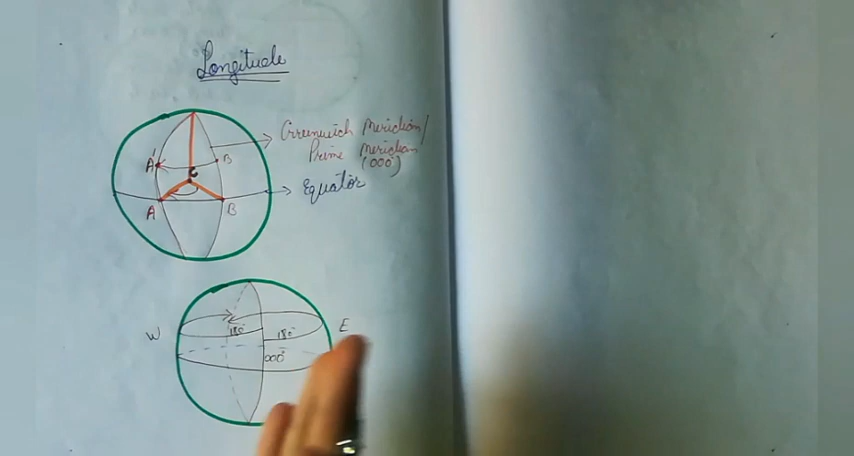 Longitude
Greenwich Meridian/
Prime Meridian
(000°)
A' B
C
Equator
A B
W E
180° 180°
000°